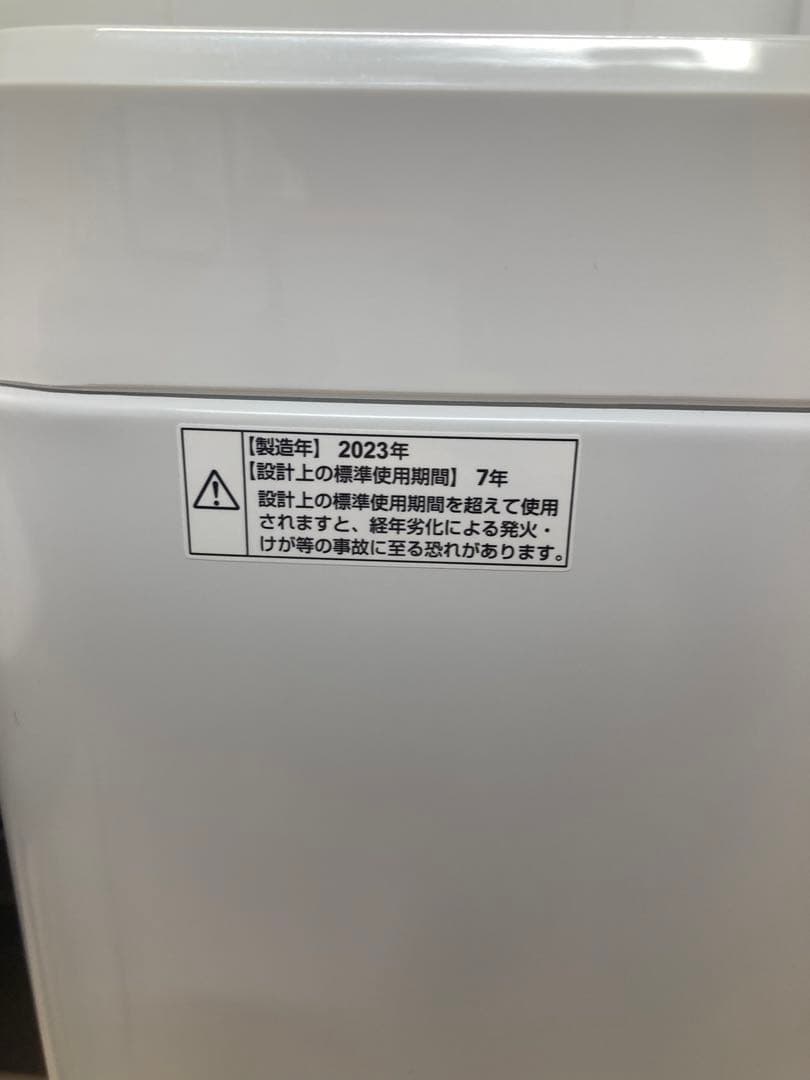 【製造年】 2023年
【設計上の標準使用期間】 7年
設計上の標準使用期間を超えて使用
されますと、経年劣化による発火・
けが等の事故に至る恐れがあります。